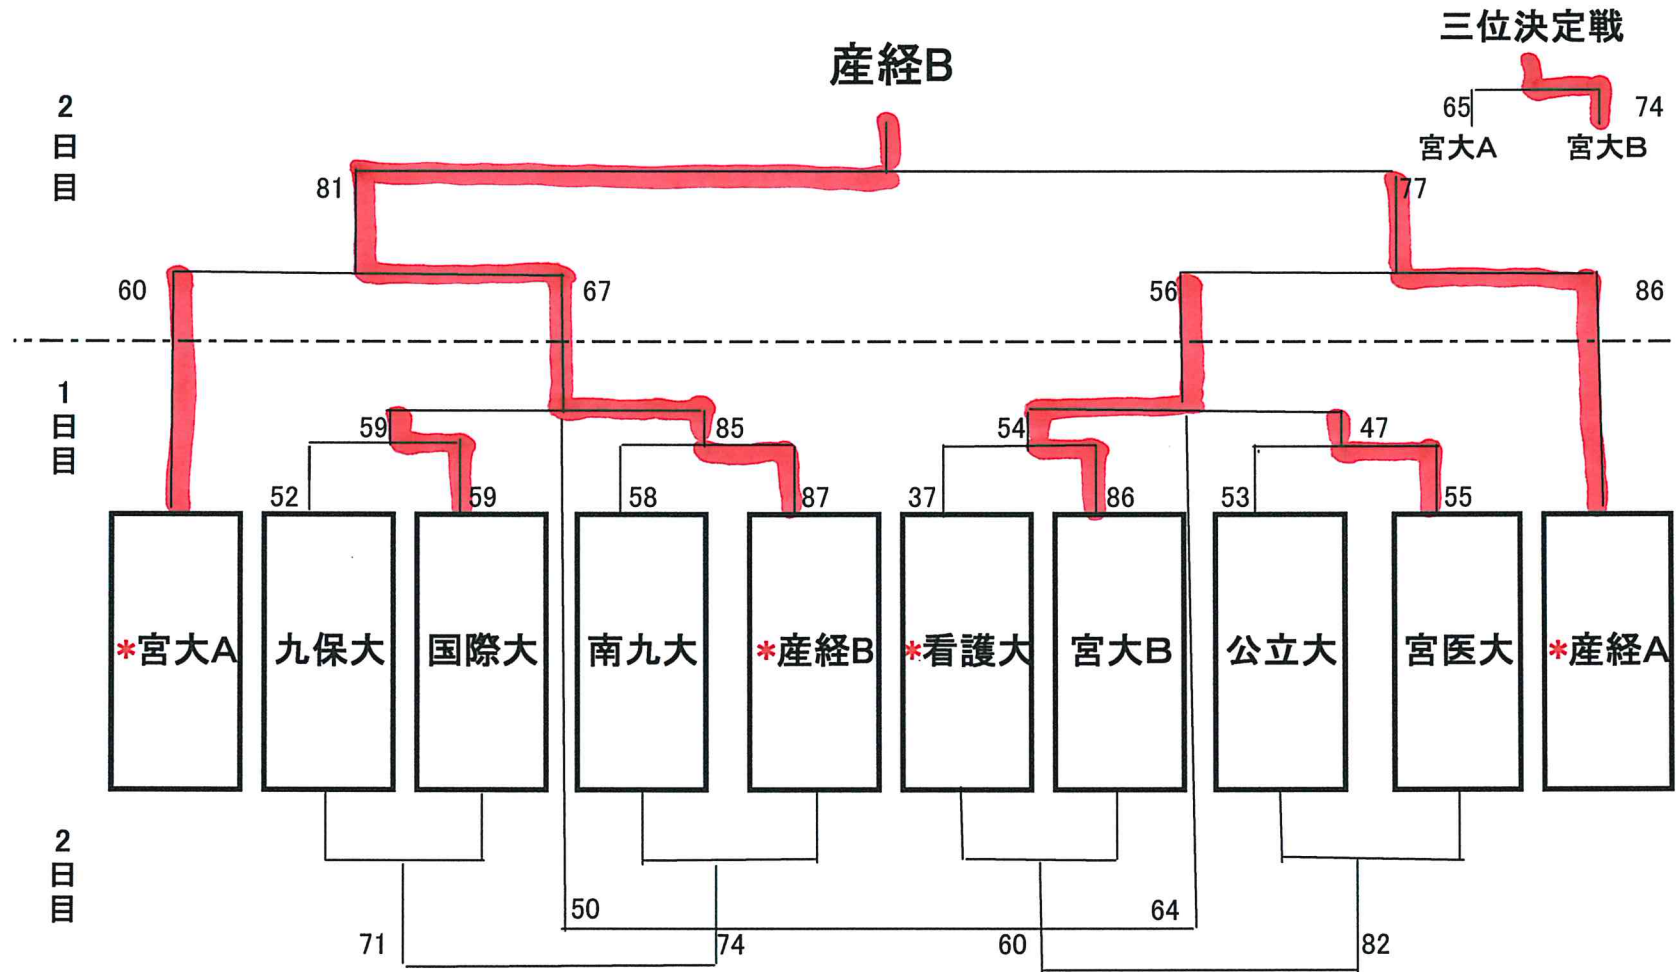 三位決定戦
産経B
65 74
宮大A 宮大B
2日目
81 77
60 67 56 86
1日目
59 85 54 47
52 59 58 87 37 86 53 55
*宮大A 九保大 国際大 南九大 *産経B *看護大 宮大B 公立大 宮医大 *産経A
2日目
50 64
71 74 60 82